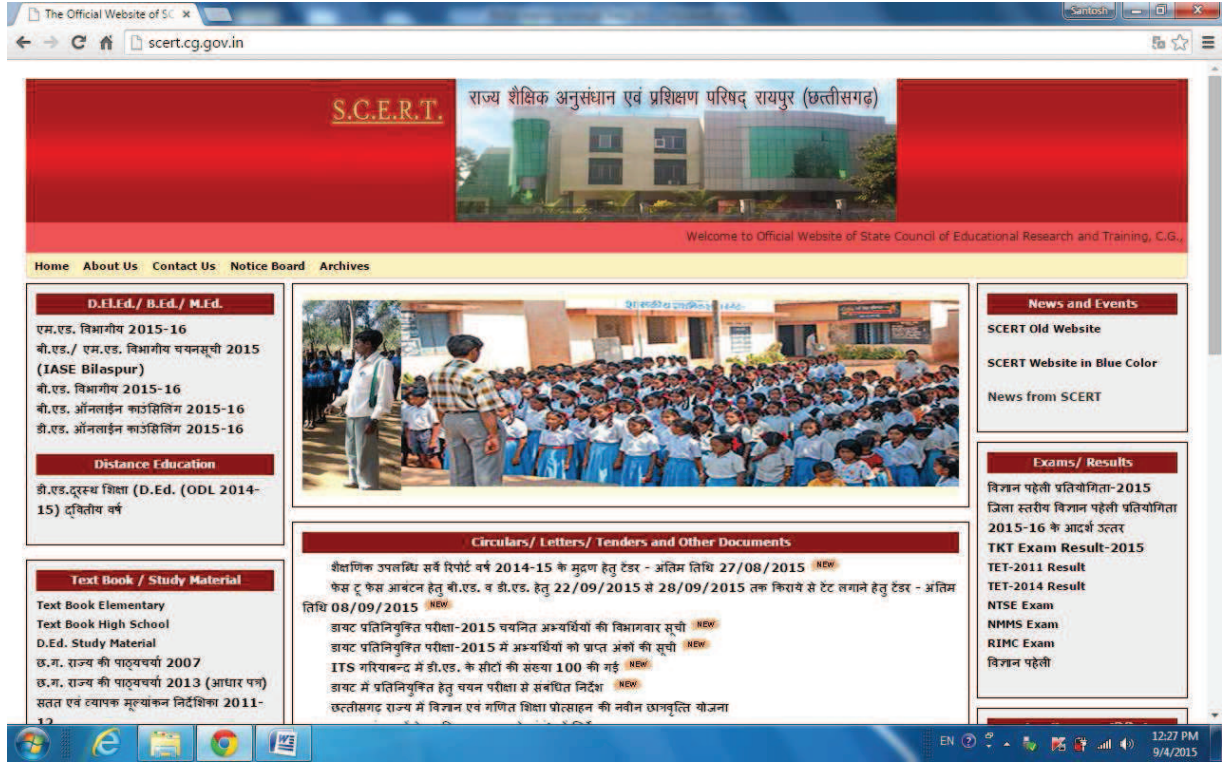 The Official Website of SC
Santosh
scert.cg.gov.in
S.C.E.R.T.
राज्य शैक्षिक अनुसंधान एवं प्रशिक्षण परिषद् रायपुर (छत्तीसगढ़)
Welcome to Official Website of State Council of Educational Research and Training, C.G.,
Home About Us Contact Us Notice Board Archives
D.El.Ed./ B.Ed./ M.Ed.
एम.एड. विभागीय 2015-16
बी.एड./ एम.एड. विभागीय चयनसूची 2015
(IASE Bilaspur)
बी.एड. विभागीय 2015-16
बी.एड. ऑनलाईन काउंसिलिंग 2015-16
डी.एड. ऑनलाईन काउंसिलिंग 2015-16
Distance Education
डी.एड.दूरस्थ शिक्षा (D.Ed. (ODL 2014-
15) द्वितीय वर्ष
Text Book / Study Material
Text Book Elementary
Text Book High School
D.Ed. Study Material
छ.ग. राज्य की पाठ्यचर्या 2007
छ.ग. राज्य की पाठ्यचर्या 2013 (आधार पत्र)
सतत एवं व्यापक मूल्यांकन निर्देशिका 2011-
12
Circulars/ Letters/ Tenders and Other Documents
शैक्षणिक उपलब्धि सर्वे रिपोर्ट वर्ष 2014-15 के मुद्रण हेतु टेंडर - अंतिम तिथि 27/08/2015 NEW
फेस टू फेस आबंटन हेतु बी.एड. व डी.एड. हेतु 22/09/2015 से 28/09/2015 तक किराये से टेंट लगाने हेतु टेंडर - अंतिम
तिथि 08/09/2015 NEW
डायट प्रतिनियुक्ति परीक्षा-2015 चयनित अभ्यर्थियों की विभागवार सूची NEW
डायट प्रतिनियुक्ति परीक्षा-2015 में अभ्यर्थियों को प्राप्त अंकों की सूची NEW
ITS गरियाबन्द में डी.एड. के सीटों की संख्या 100 की गई NEW
डायट में प्रतिनियुक्ति हेतु चयन परीक्षा से संबंधित निर्देश NEW
छत्तीसगढ़ राज्य में विज्ञान एवं गणित शिक्षा प्रोत्साहन की नवीन छात्रवृत्ति योजना
News and Events
SCERT Old Website
SCERT Website in Blue Color
News from SCERT
Exams/ Results
विज्ञान पहेली प्रतियोगिता-2015
जिला स्तरीय विज्ञान पहेली प्रतियोगिता
2015-16 के आदर्श उत्तर
TKT Exam Result-2015
TET-2011 Result
TET-2014 Result
NTSE Exam
NMMS Exam
RIMC Exam
विज्ञान पहेली
EN
12:27 PM
9/4/2015